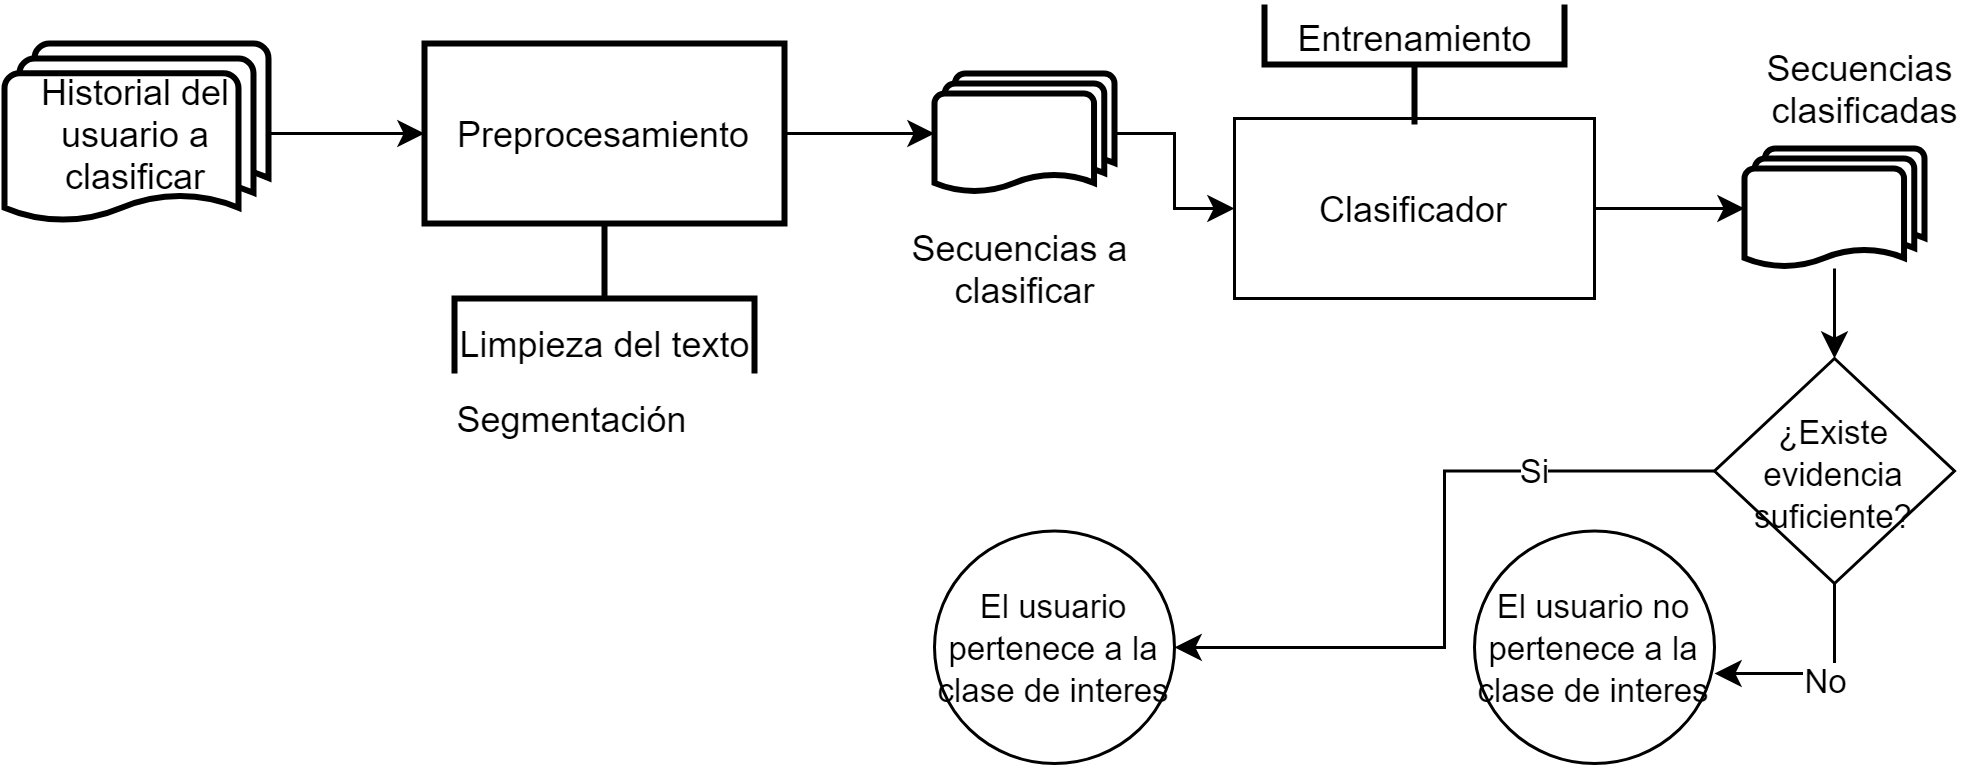 Historial del
usuario a
clasificar
Preprocesamiento
Limpieza del texto
Segmentación
Secuencias a
clasificar
Entrenamiento
Clasificador
Secuencias
clasificadas
¿Existe
evidencia
suficiente?
Si
No
El usuario
pertenece a la
clase de interes
El usuario no
pertenece a la
clase de interes